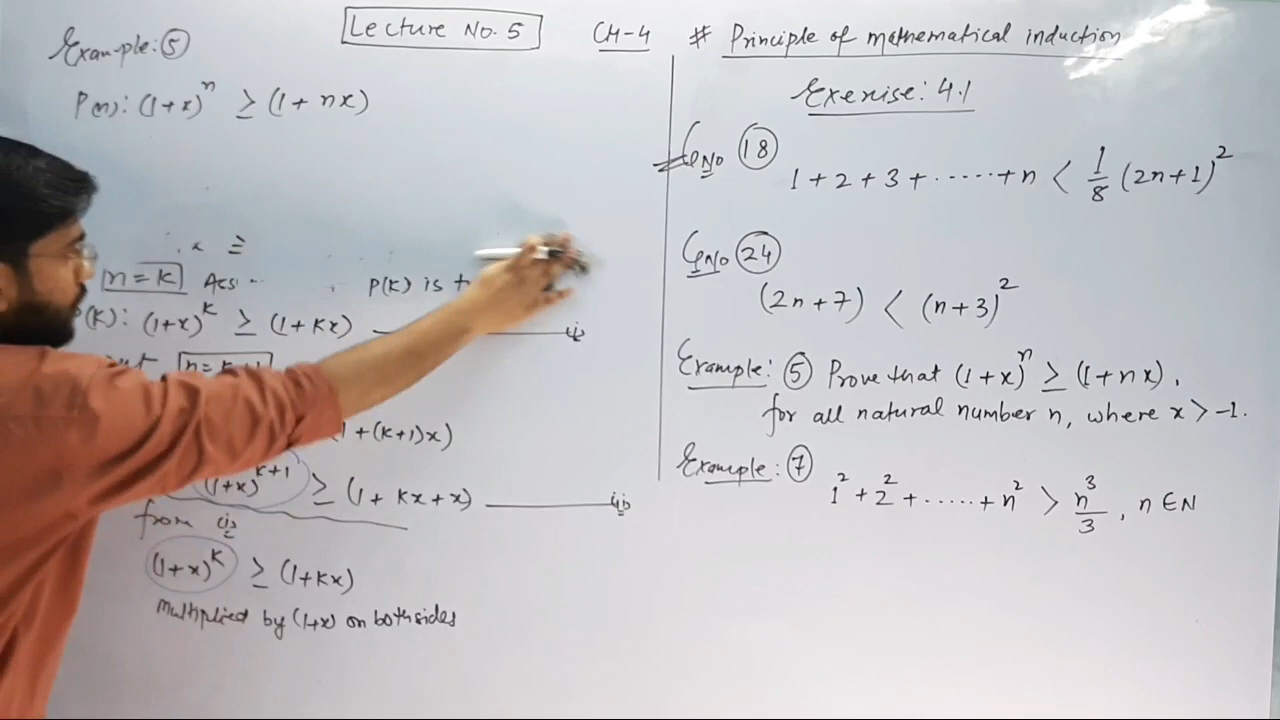 Lecture No. 5
CH-4 # Principle of mathematical induction
Example: 5
P(n): (1+x)^n ≥ (1 + nx)
n = k P(k) is
P(k): (1+x)^k ≥ (1+kx) (i)
1+(k+1)x)
(1+x)^{k+1} ≥ (1 + kx + x) (ii)
from (i)
(1+x)^k ≥ (1+kx)
multiplied by (1+x) on both sides
Exercise: 4.1
Q No 18
1 + 2 + 3 + ...... + n < 1/8 (2n+1)^2
Q No 24
(2n+7) < (n+3)^2
Example: 5 Prove that (1+x)^n ≥ (1+nx),
for all natural number n, where x > -1.
Example: 7
1^2 + 2^2 + ...... + n^2 > n^3/3, n ∈ N